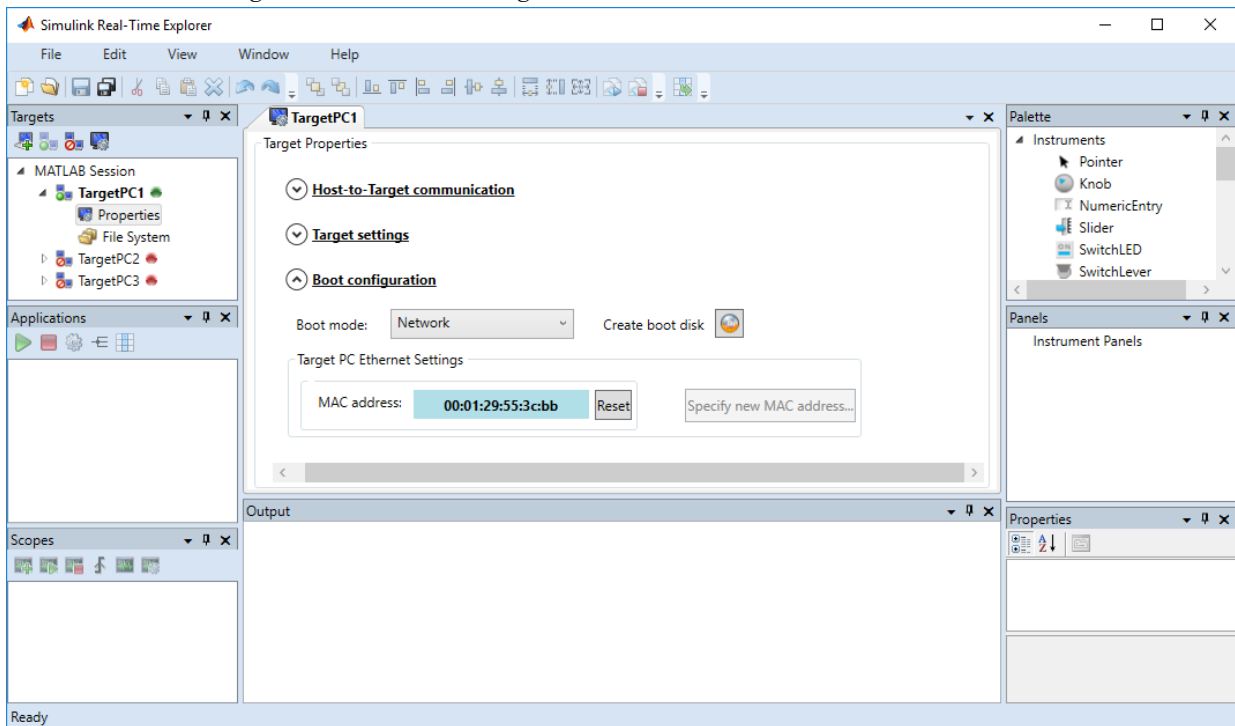 Simulink Real-Time Explorer
File Edit View Window Help
Targets
MATLAB Session
TargetPC1
Properties
File System
TargetPC2
TargetPC3
Applications
Scopes
TargetPC1
Target Properties
Host-to-Target communication
Target settings
Boot configuration
Boot mode: Network Create boot disk
Target PC Ethernet Settings
MAC address: 00:01:29:55:3c:bb Reset Specify new MAC address...
Output
Palette
Instruments
Pointer
Knob
NumericEntry
Slider
SwitchLED
SwitchLever
Panels
Instrument Panels
Properties
Ready